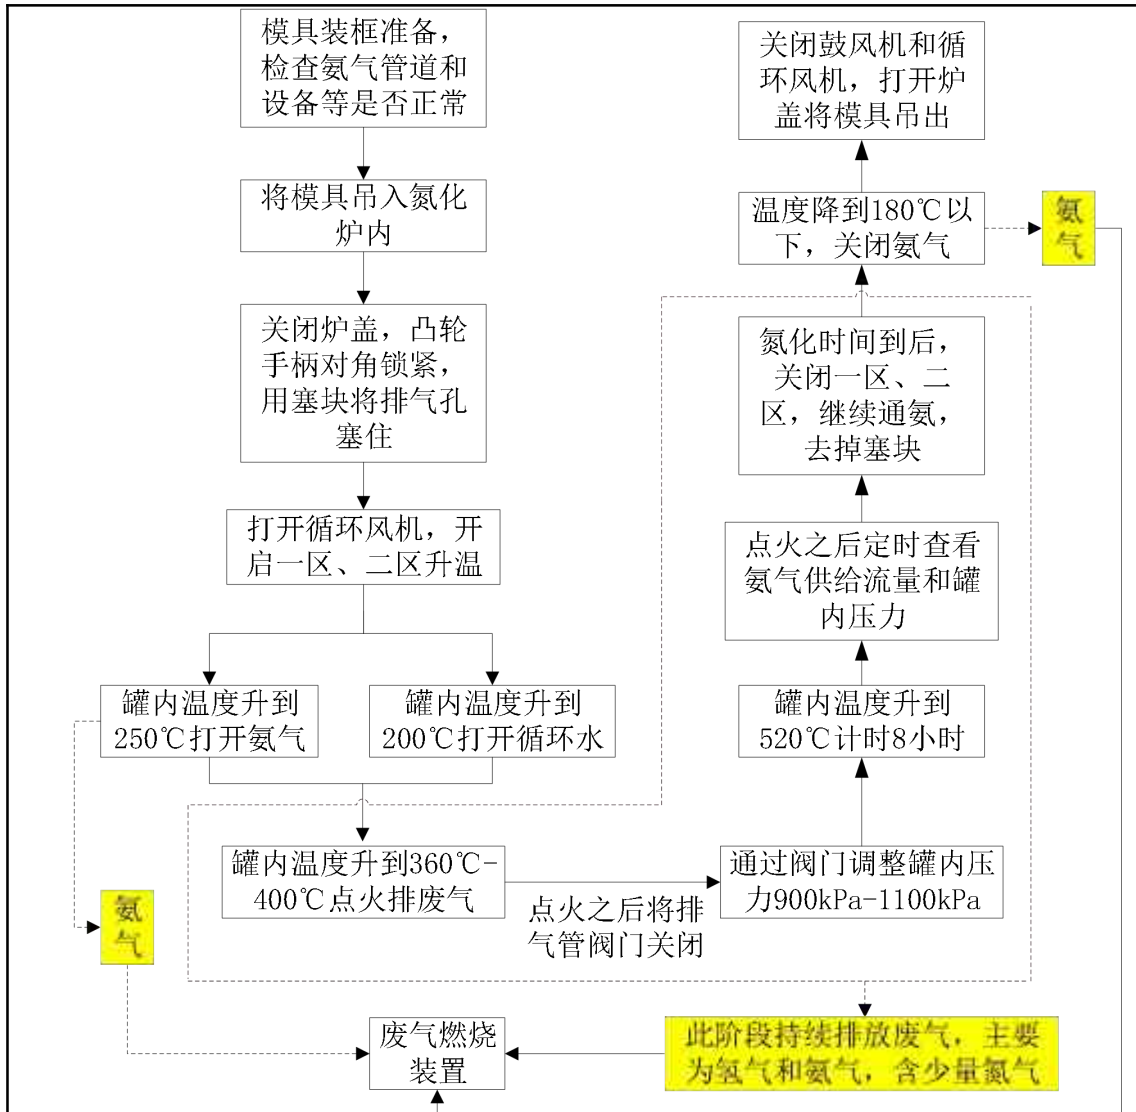 模具装框准备，
检查氨气管道和
设备等是否正常
将模具吊入氮化
炉内
关闭炉盖，凸轮
手柄对角锁紧，
用塞块将排气孔
塞住
打开循环风机，开
启一区、二区升温
罐内温度升到
250℃打开氨气
罐内温度升到
200℃打开循环水
氨
气
罐内温度升到360℃-
400℃点火排废气
点火之后将排
气管阀门关闭
通过阀门调整罐内压
力900kPa-1100kPa
罐内温度升到
520℃计时8小时
点火之后定时查看
氨气供给流量和罐
内压力
氮化时间到后，
关闭一区、二
区，继续通氨，
去掉塞块
温度降到180℃以
下，关闭氨气
氨
气
关闭鼓风机和循
环风机，打开炉
盖将模具吊出
此阶段持续排放废气，主要
为氢气和氨气，含少量氮气
废气燃烧
装置